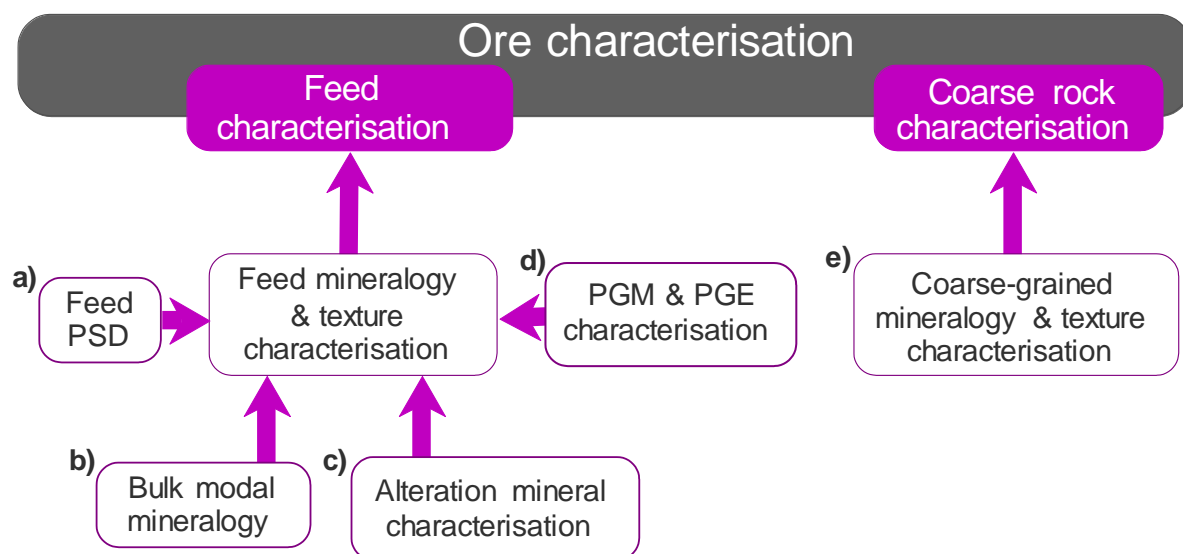 Ore characterisation
Feed
characterisation
Coarse rock
characterisation
a)
Feed
PSD
Feed mineralogy
& texture
characterisation
d)
PGM & PGE
characterisation
e)
Coarse-grained
mineralogy & texture
characterisation
b)
Bulk modal
mineralogy
c)
Alteration mineral
characterisation